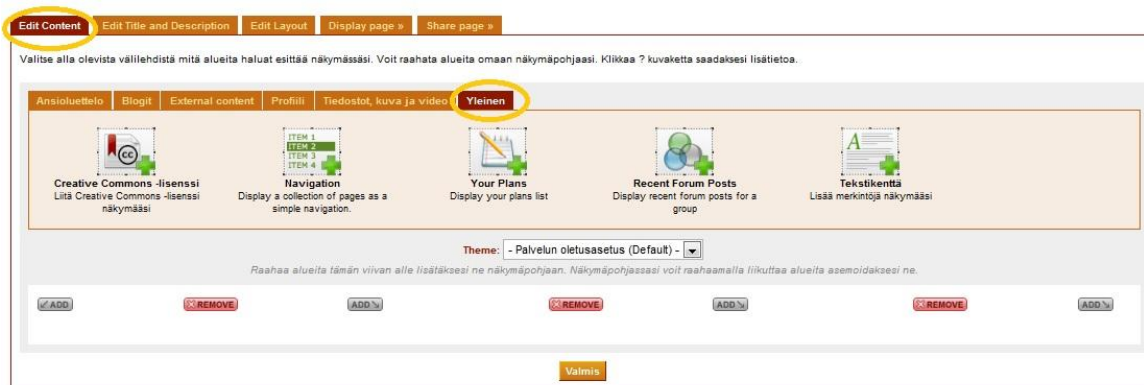 Edit Content Edit Title and Description Edit Layout Display page » Share page »
Valitse alla olevista välilehdistä mitä alueita haluat esittää näkymässäsi. Voit raahata alueita omaan näkymäpohjaasi. Klikkaa ? kuvaketta saadaksesi lisätietoa.
Ansioluettelo Blogit External content Profiili Tiedostot, kuva ja video Yleinen
cc
ITEM 1
ITEM 2
ITEM 3
ITEM 4
A
Creative Commons -lisenssi
Liitä Creative Commons -lisenssi
näkymääsi
Navigation
Display a collection of pages as a
simple navigation.
Your Plans
Display your plans list
Recent Forum Posts
Display recent forum posts for a
group
Tekstikenttä
Lisää merkintöjä näkymääsi
Theme: - Palvelun oletusasetus (Default) -
Raahaa alueita tämän viivan alle lisätäksesi ne näkymäpohjaan. Näkymäpohjassasi voit raahaamalla liikuttaa alueita asemoidaksesi ne.
ADD REMOVE ADD REMOVE ADD REMOVE ADD
Valmis